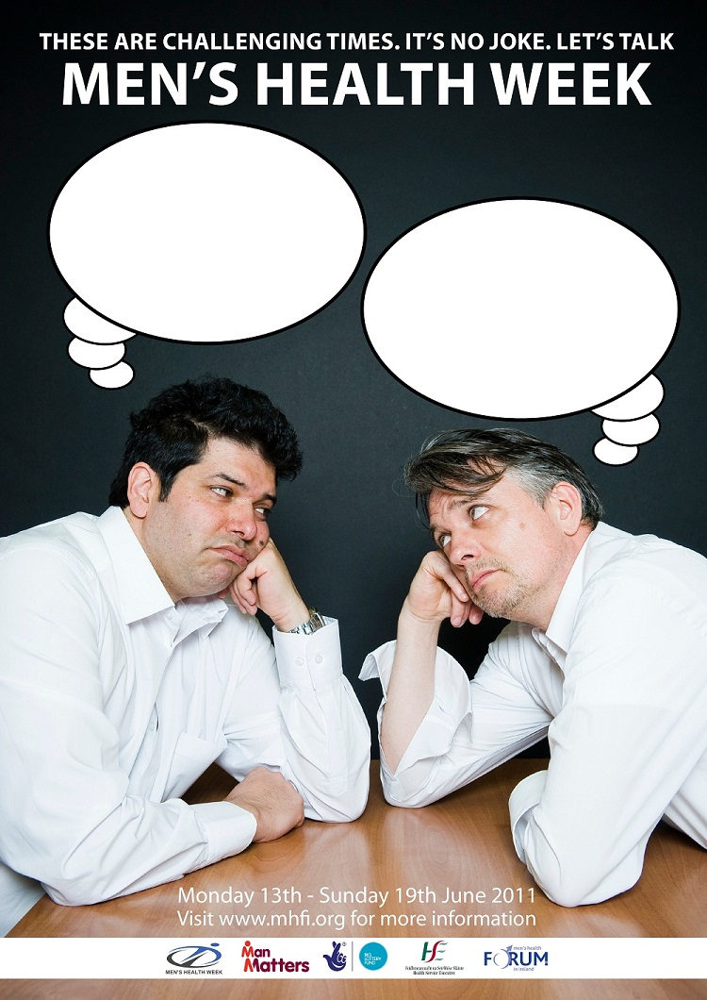 THESE ARE CHALLENGING TIMES. IT'S NO JOKE. LET'S TALK
MEN'S HEALTH WEEK
Monday 13th - Sunday 19th June 2011
Visit www.mhfi.org for more information
MEN'S HEALTH WEEK
Man
Matters
BIG
LOTTERY
FUND
HE
Feidhmeannacht na Seirbhíse Sláinte
Health Service Executive
men's health
FORUM
in Ireland